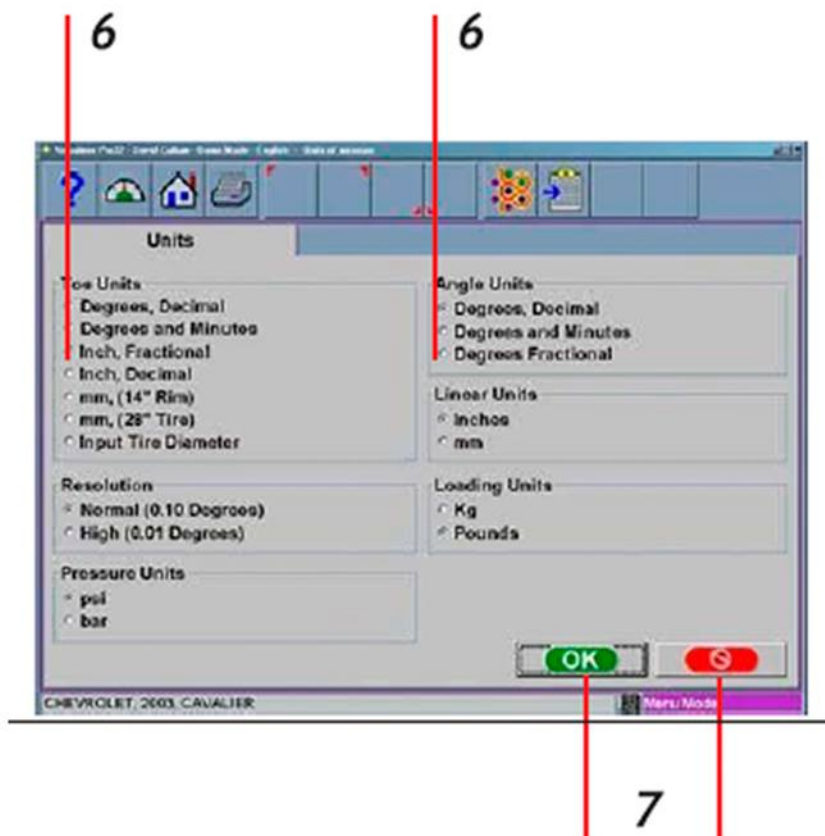 6
6
Units
Toe Units
Degrees, Decimal
Degrees and Minutes
Inch, Fractional
Inch, Decimal
mm, (14" Rim)
mm, (28" Tire)
Input Tire Diameter
Resolution
Normal (0.10 Degrees)
High (0.01 Degrees)
Pressure Units
psi
bar
Angle Units
Degrees, Decimal
Degrees and Minutes
Degrees Fractional
Linear Units
Inches
mm
Loading Units
Kg
Pounds
OK
CHEVROLET, 2003, CAVALIER
Menu Mode
7